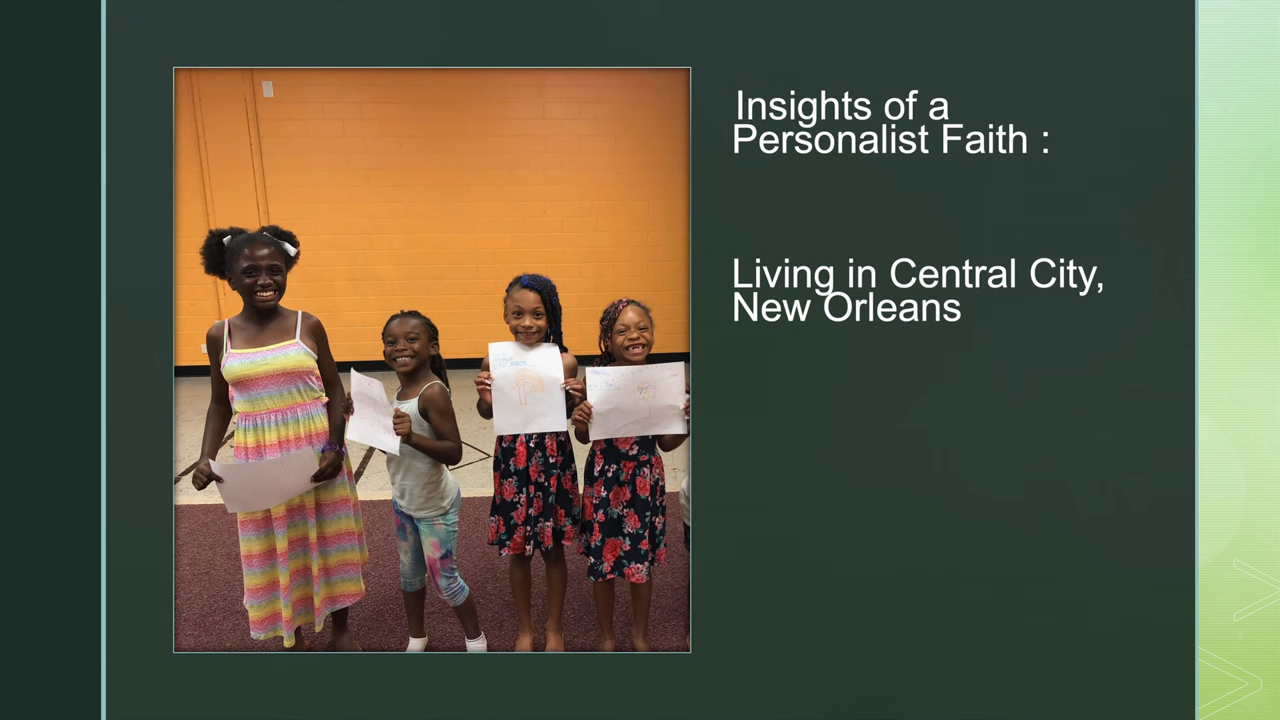 Insights of a
Personalist Faith :
Living in Central City,
New Orleans